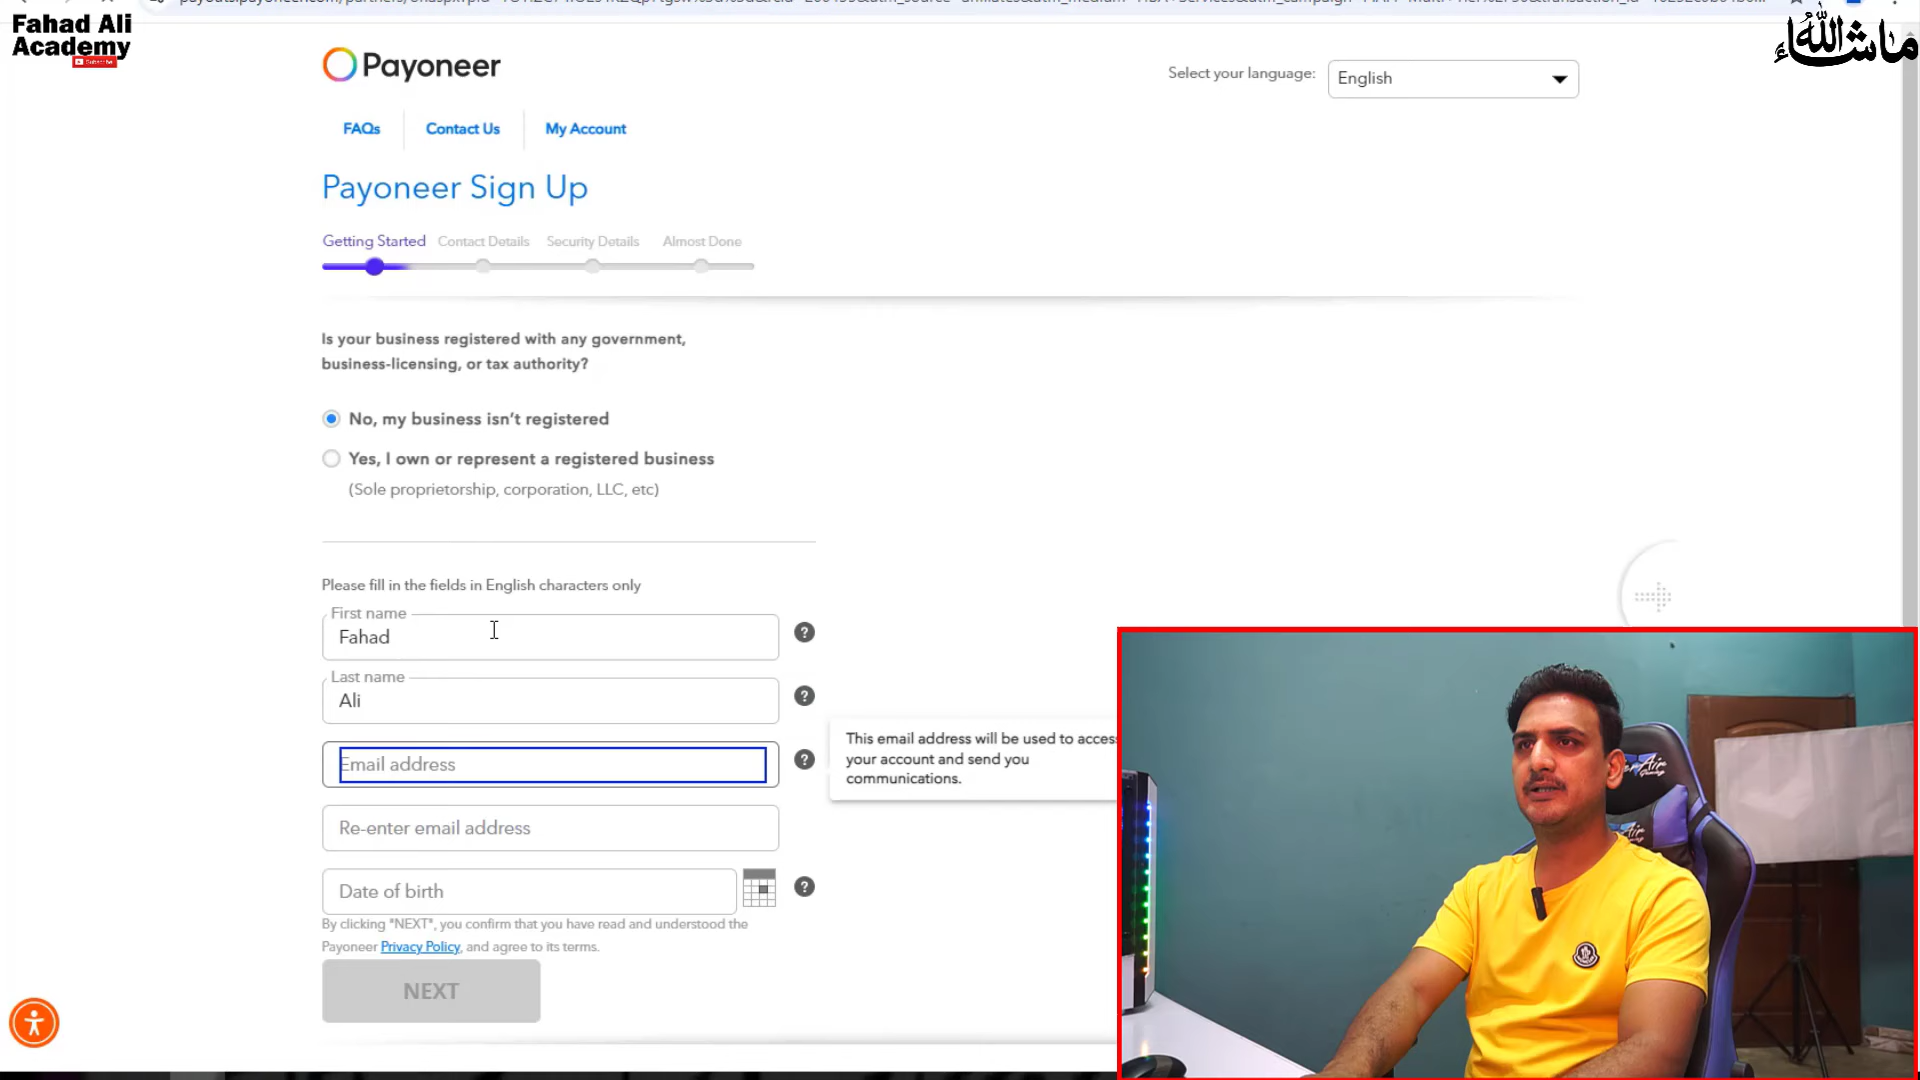 Fahad Ali
Academy
Subscribe
ماشاءالله
Payoneer
Select your language:
English
FAQs
Contact Us
My Account
Payoneer Sign Up
Getting Started
Contact Details
Security Details
Almost Done
Is your business registered with any government,
business-licensing, or tax authority?
No, my business isn't registered
Yes, I own or represent a registered business
(Sole proprietorship, corporation, LLC, etc)
Please fill in the fields in English characters only
First name
Fahad
?
Last name
Ali
?
Email address
?
This email address will be used to access
your account and send you
communications.
Re-enter email address
Date of birth
?
By clicking "NEXT", you confirm that you have read and understood the
Payoneer Privacy Policy, and agree to its terms.
NEXT